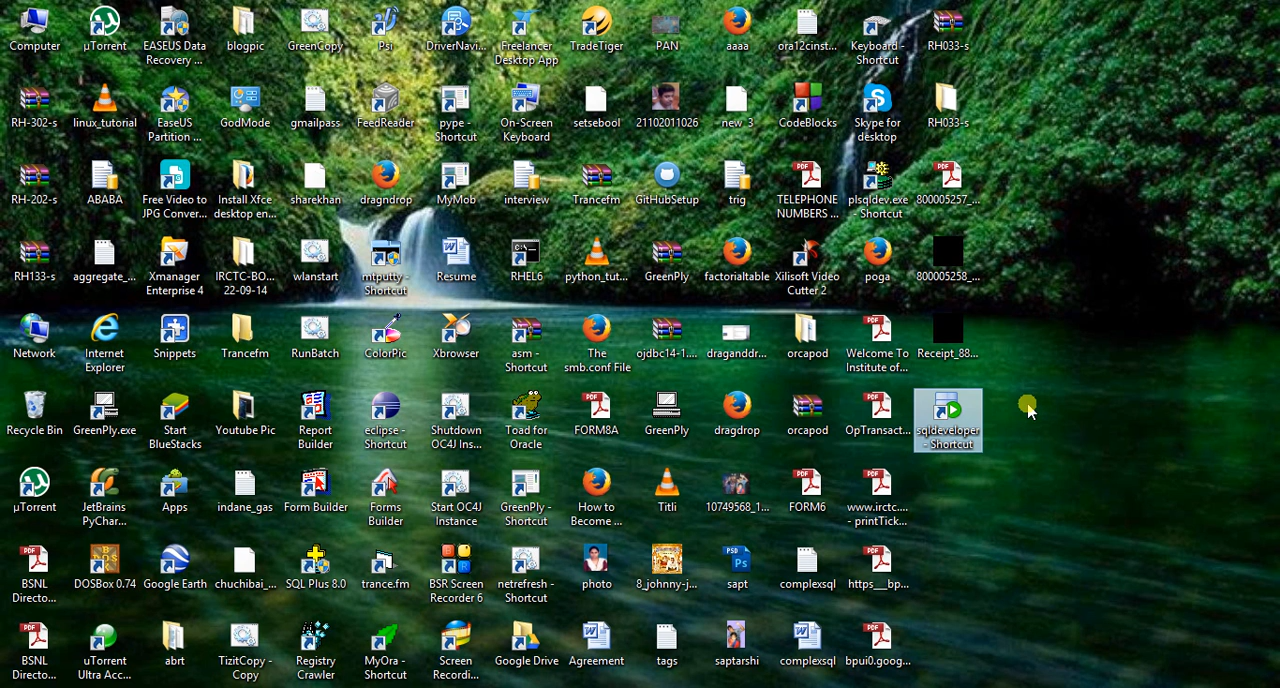 Computer
µTorrent
EASEUS Data
Recovery ...
blogpic
GreenCopy
Psi
DriverNavi...
Freelancer
Desktop App
TradeTiger
PAN
aaaa
ora12cinst...
Keyboard -
Shortcut
RH033-s
RH-302-s
linux_tutorial
EaseUS
Partition ...
GodMode
gmailpass
FeedReader
pype -
Shortcut
On-Screen
Keyboard
setsebool
21102011026
new_3
CodeBlocks
Skype for
desktop
RH033-s
RH-202-s
ABABA
Free Video to
JPG Conver...
Install Xfce
desktop en...
sharekhan
dragndrop
MyMob
interview
Trancefm
GitHubSetup
trig
TELEPHONE
NUMBERS ...
plsqldev.exe
- Shortcut
800005257_...
RH133-s
aggregate_...
Xmanager
Enterprise 4
IRCTC-BO...
22-09-14
wlanstart
mtputty -
Shortcut
Resume
RHEL6
python_tut...
GreenPly
factorialtable
Xilisoft Video
Cutter 2
poga
800005258_...
Network
Internet
Explorer
Snippets
Trancefm
RunBatch
ColorPic
Xbrowser
asm -
Shortcut
The
smb.conf File
ojdbc14-1....
draganddr...
orcapod
Welcome To
Institute of...
Receipt_88...
Recycle Bin
GreenPly.exe
Start
BlueStacks
Youtube Pic
Report
Builder
eclipse -
Shortcut
Shutdown
OC4J Ins...
Toad for
Oracle
FORM8A
GreenPly
dragdrop
orcapod
OpTransact...
sqldeveloper
- Shortcut
µTorrent
JetBrains
PyChar...
Apps
indane_gas
Form Builder
Forms
Builder
Start OC4J
Instance
GreenPly -
Shortcut
How to
Become ...
Titli
10749568_1...
FORM6
www.irctc....
- printTick...
BSNL
Directo...
DOSBox 0.74
Google Earth
chuchibai_...
SQL Plus 8.0
trance.fm
BSR Screen
Recorder 6
netrefresh -
Shortcut
photo
8_johnny-j...
sapt
complexsql
https___bp...
BSNL
Directo...
uTorrent
Ultra Acc...
abrt
TizitCopy -
Copy
Registry
Crawler
MyOra -
Shortcut
Screen
Recordi...
Google Drive
Agreement
tags
saptarshi
complexsql
bpui0.goog...